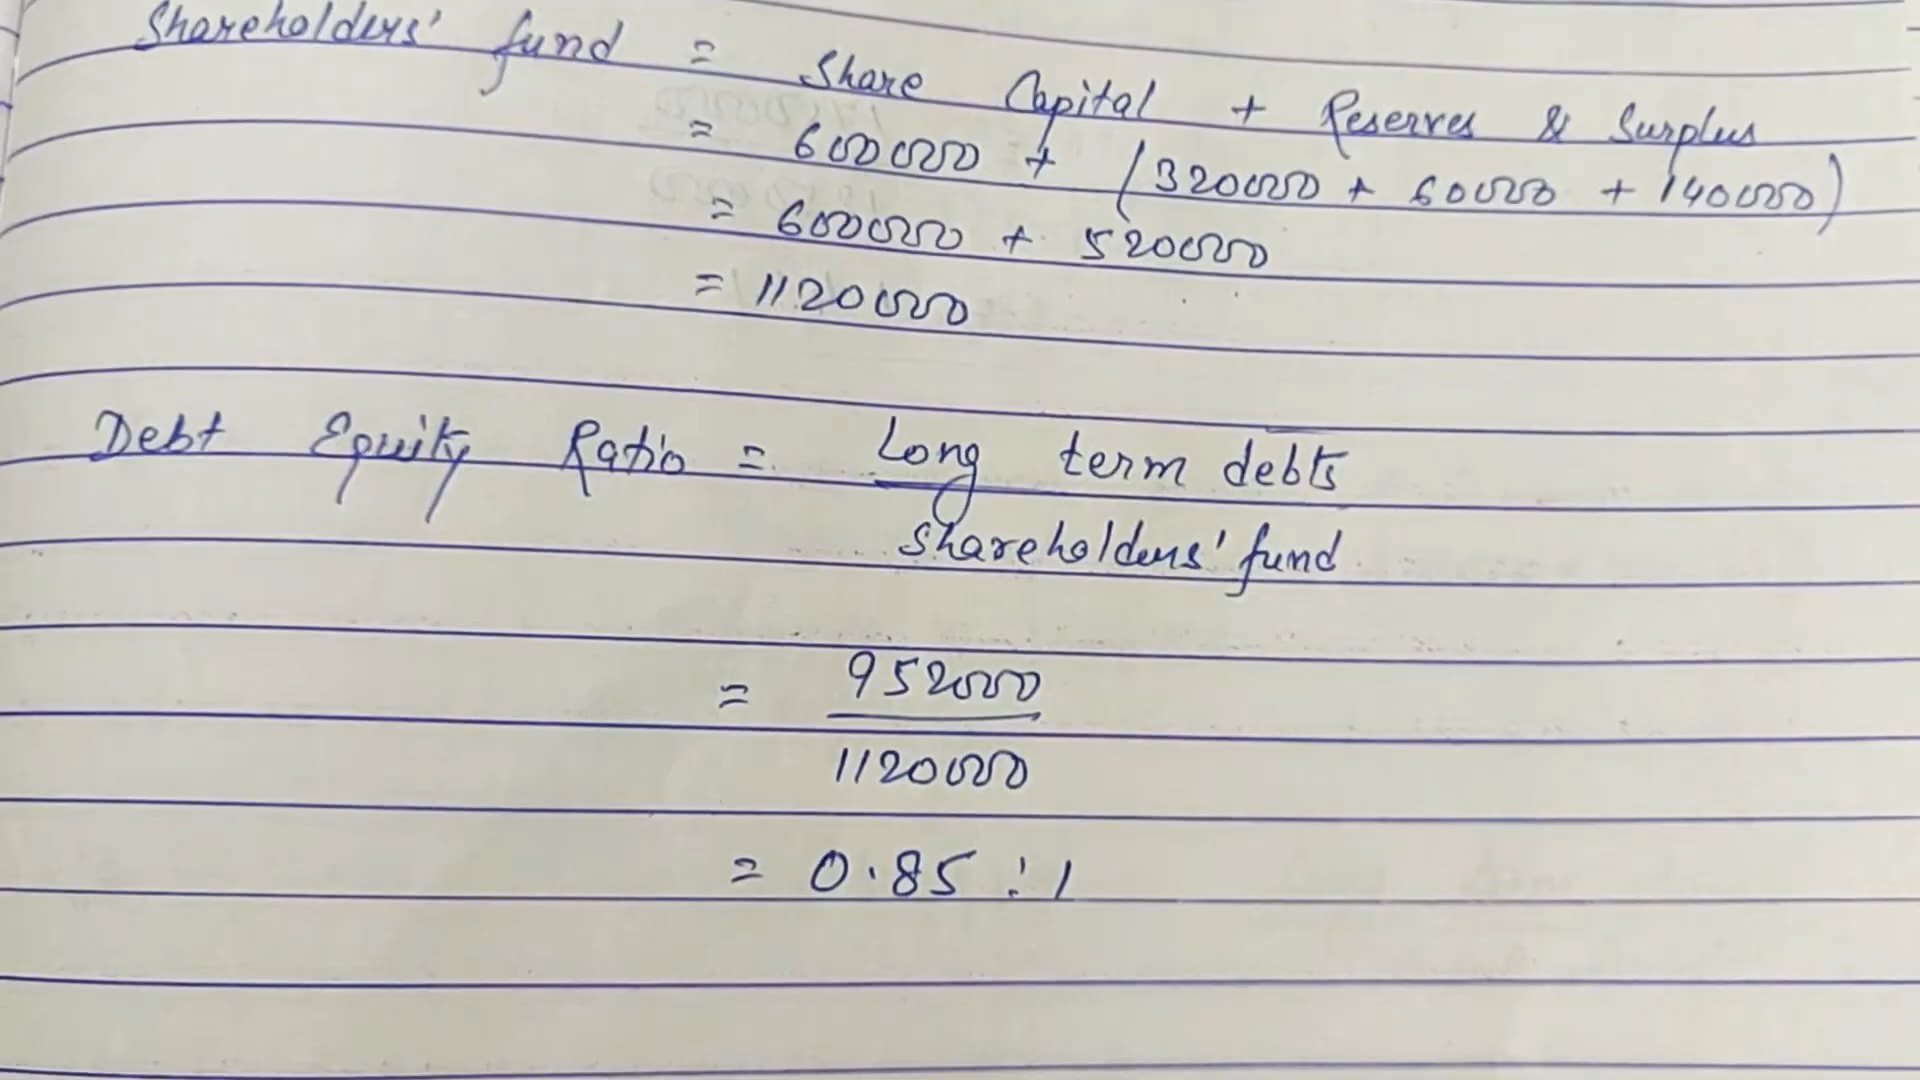 Shareholders' fund = Share Capital + Reserves & Surplus
= 600000 + (320000 + 60000 + 140000)
= 600000 + 520000
= 1120000
Debt Equity Ratio = Long term debts
Shareholders' fund
= 952000
1120000
= 0.85 : 1